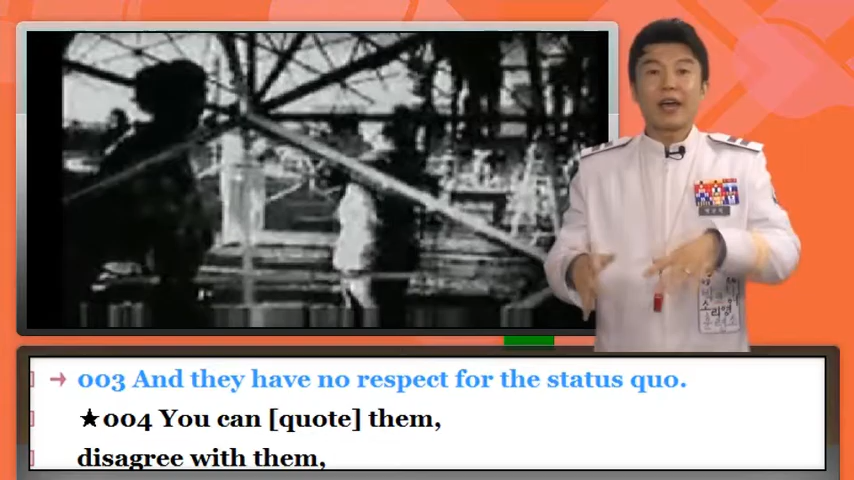 → 003 And they have no respect for the status quo.
★004 You can [quote] them,
disagree with them,